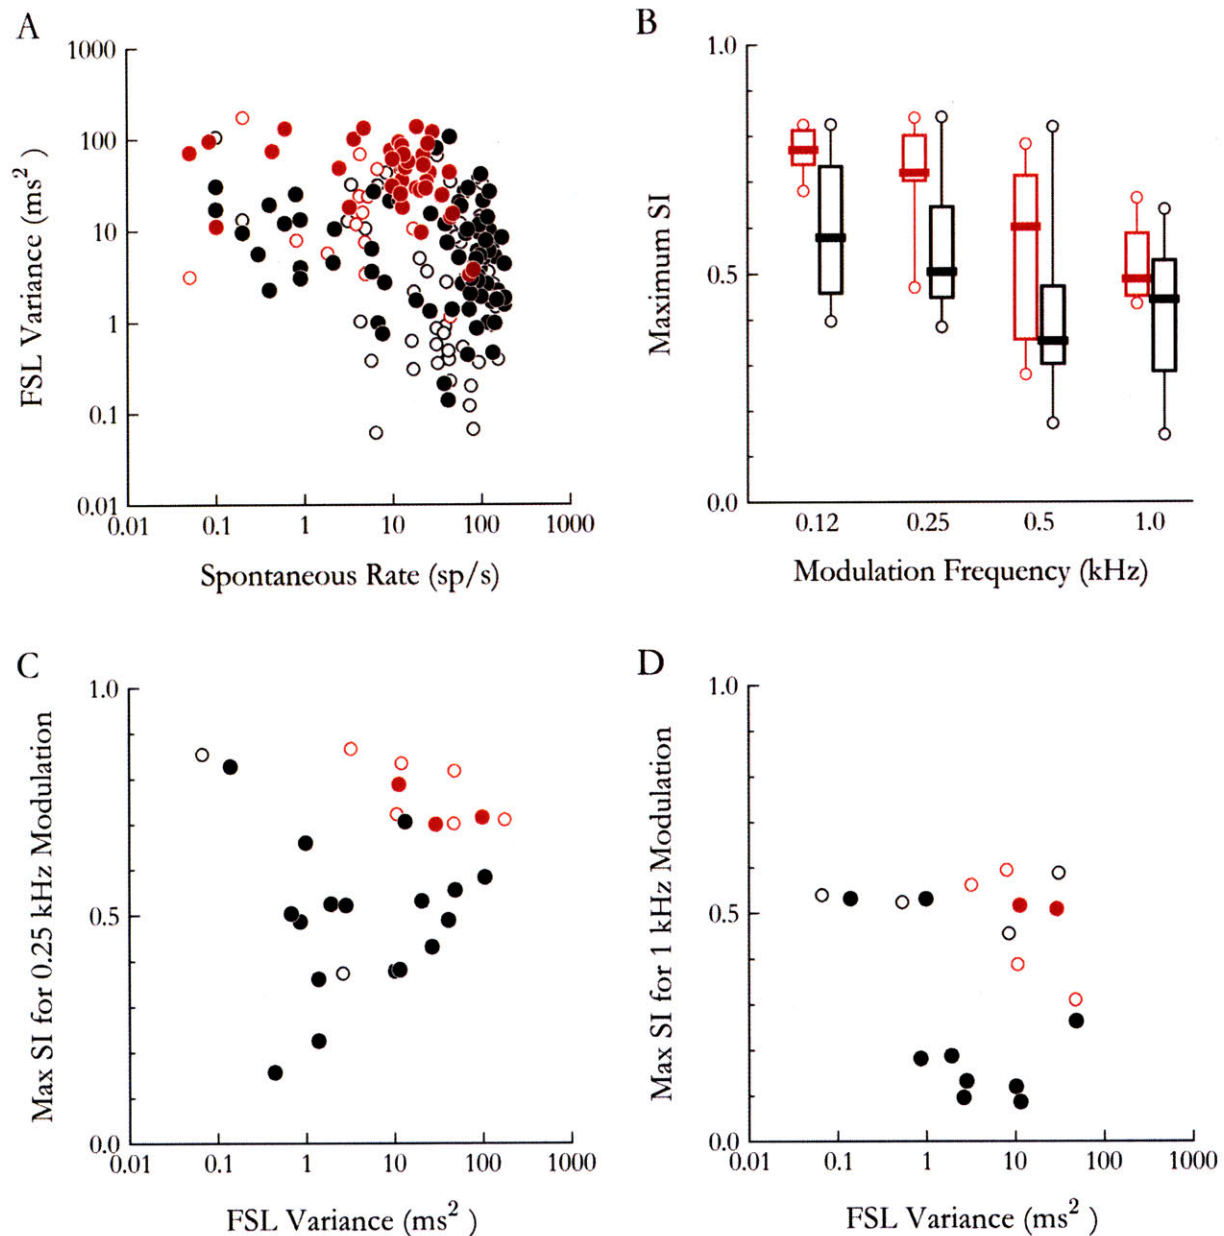 A
1000
100
10
1
0.1
0.01
FSL Variance (ms2)
0.01 0.1 1 10 100 1000
Spontaneous Rate (sp/s)
B
1.0
0.5
0.0
Maximum SI
0.12 0.25 0.5 1.0
Modulation Frequency (kHz)
C
1.0
0.5
0.0
Max SI for 0.25 kHz Modulation
0.01 0.1 1 10 100 1000
FSL Variance (ms2)
D
1.0
0.5
0.0
Max SI for 1 kHz Modulation
0.01 0.1 1 10 100 1000
FSL Variance (ms2)